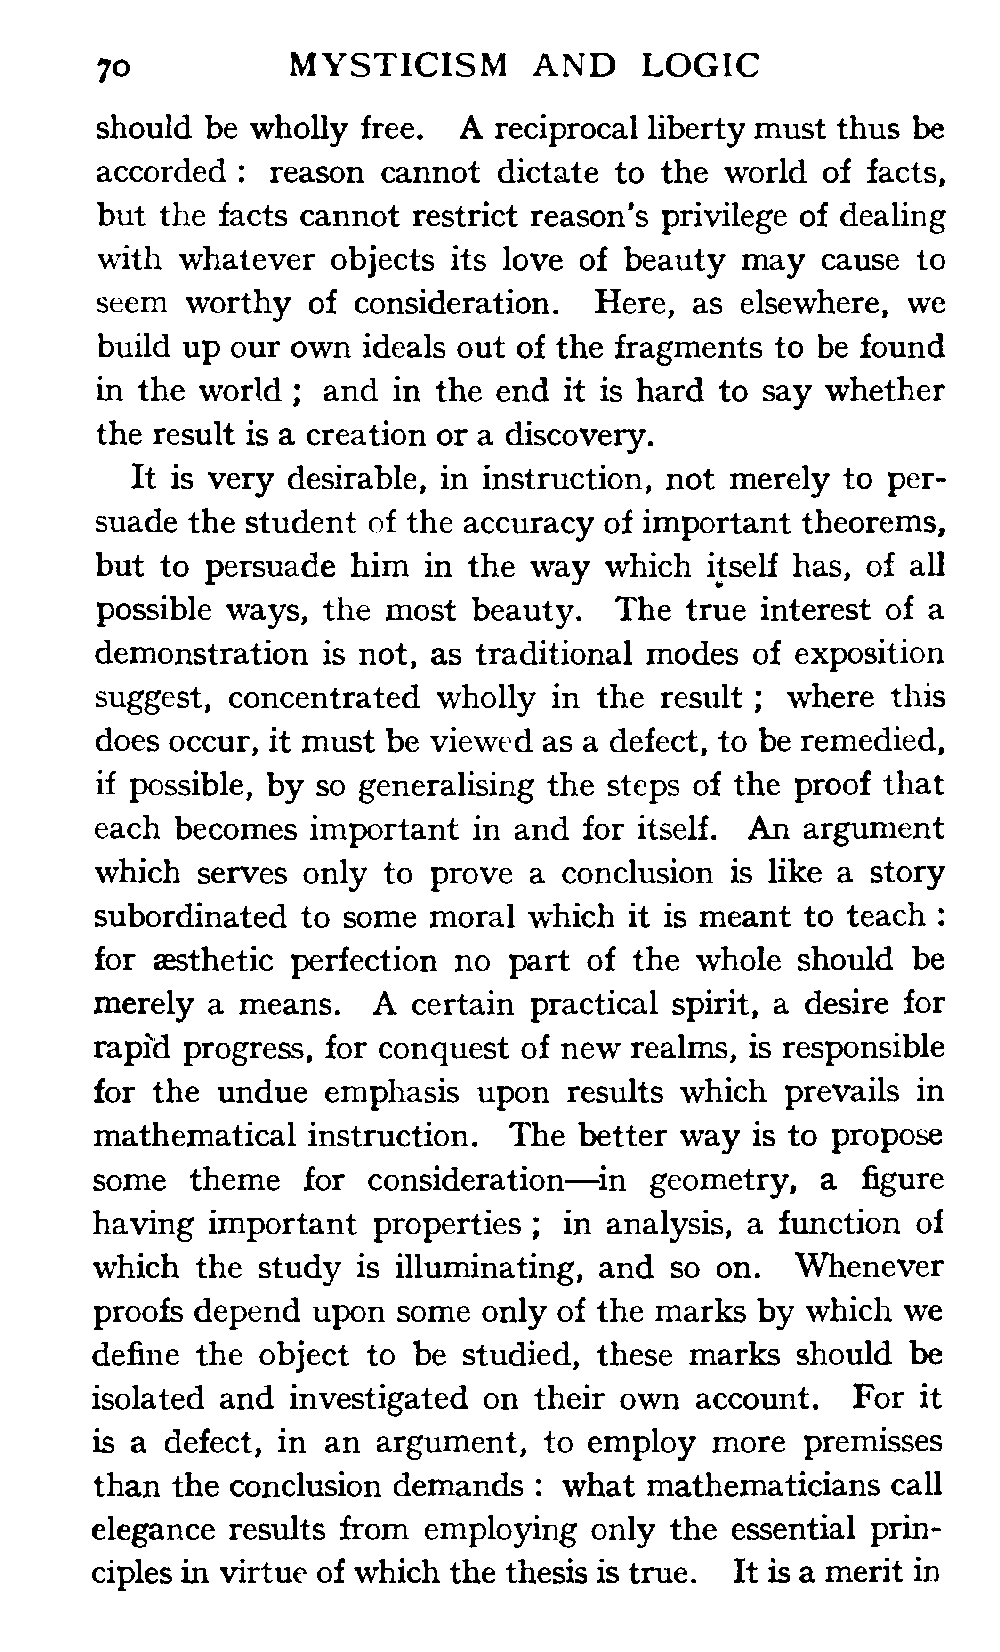 70 MYSTICISM AND LOGIC
should be wholly free. A reciprocal liberty must thus be
accorded : reason cannot dictate to the world of facts,
but the facts cannot restrict reason's privilege of dealing
with whatever objects its love of beauty may cause to
seem worthy of consideration. Here, as elsewhere, we
build up our own ideals out of the fragments to be found
in the world ; and in the end it is hard to say whether
the result is a creation or a discovery.
It is very desirable, in instruction, not merely to per-
suade the student of the accuracy of important theorems,
but to persuade him in the way which itself has, of all
possible ways, the most beauty. The true interest of a
demonstration is not, as traditional modes of exposition
suggest, concentrated wholly in the result ; where this
does occur, it must be viewed as a defect, to be remedied,
if possible, by so generalising the steps of the proof that
each becomes important in and for itself. An argument
which serves only to prove a conclusion is like a story
subordinated to some moral which it is meant to teach :
for æsthetic perfection no part of the whole should be
merely a means. A certain practical spirit, a desire for
rapid progress, for conquest of new realms, is responsible
for the undue emphasis upon results which prevails in
mathematical instruction. The better way is to propose
some theme for consideration—in geometry, a figure
having important properties ; in analysis, a function of
which the study is illuminating, and so on. Whenever
proofs depend upon some only of the marks by which we
define the object to be studied, these marks should be
isolated and investigated on their own account. For it
is a defect, in an argument, to employ more premisses
than the conclusion demands : what mathematicians call
elegance results from employing only the essential prin-
ciples in virtue of which the thesis is true. It is a merit in